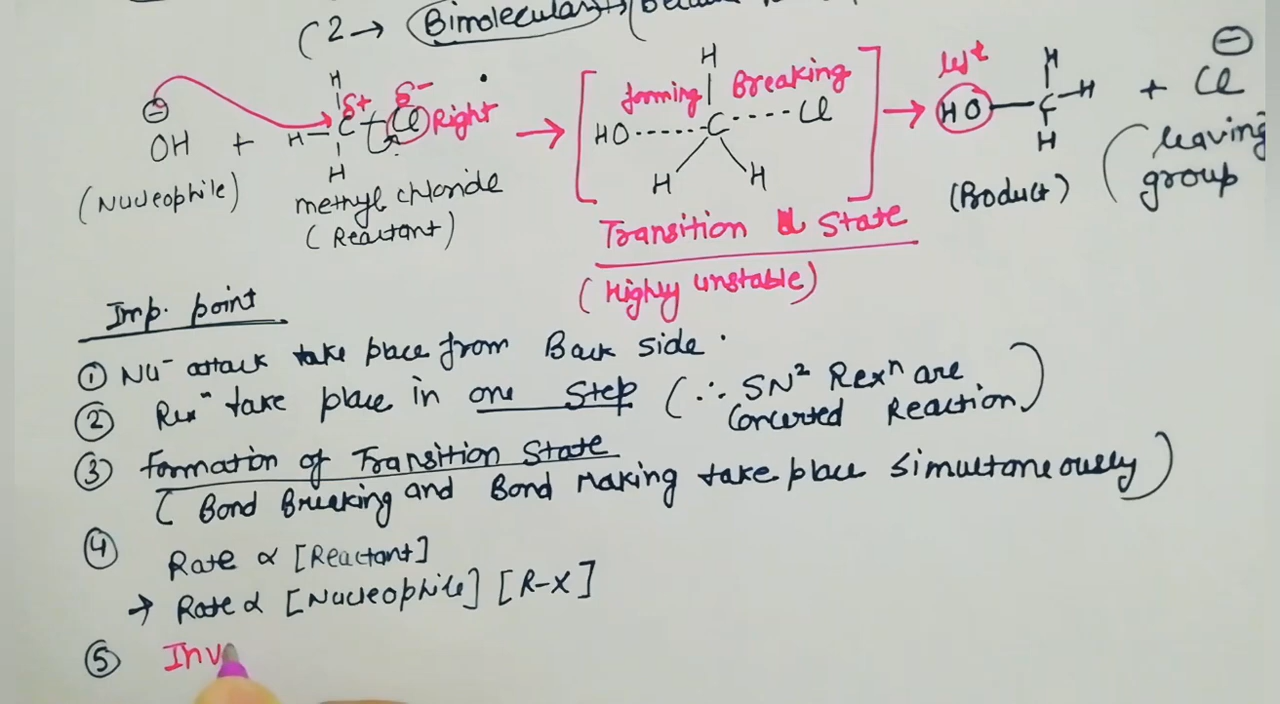 (2→ Bimolecular →
⊖ OH + H-C-Cl → [HO------C----Cl] → HO-C-H + Cl⊖
H H H H H H H
δ+ δ- Right
forming Breaking
left
(Nucleophile)
methyl chloride
(Reactant)
Transition State
(Highly unstable)
(Product)
(leaving
group
Imp. point
① Nu⁻ attack take place from Back side.
② Rexⁿ take place in one Step (∴ SN² Rexⁿ are
Concerted Reaction)
③ Formation of Transition State
( Bond Breaking and Bond Making take place simultaneously)
④ Rate ∝ [Reactant]
→ Rate ∝ [Nucleophile] [R-X]
⑤ Inv